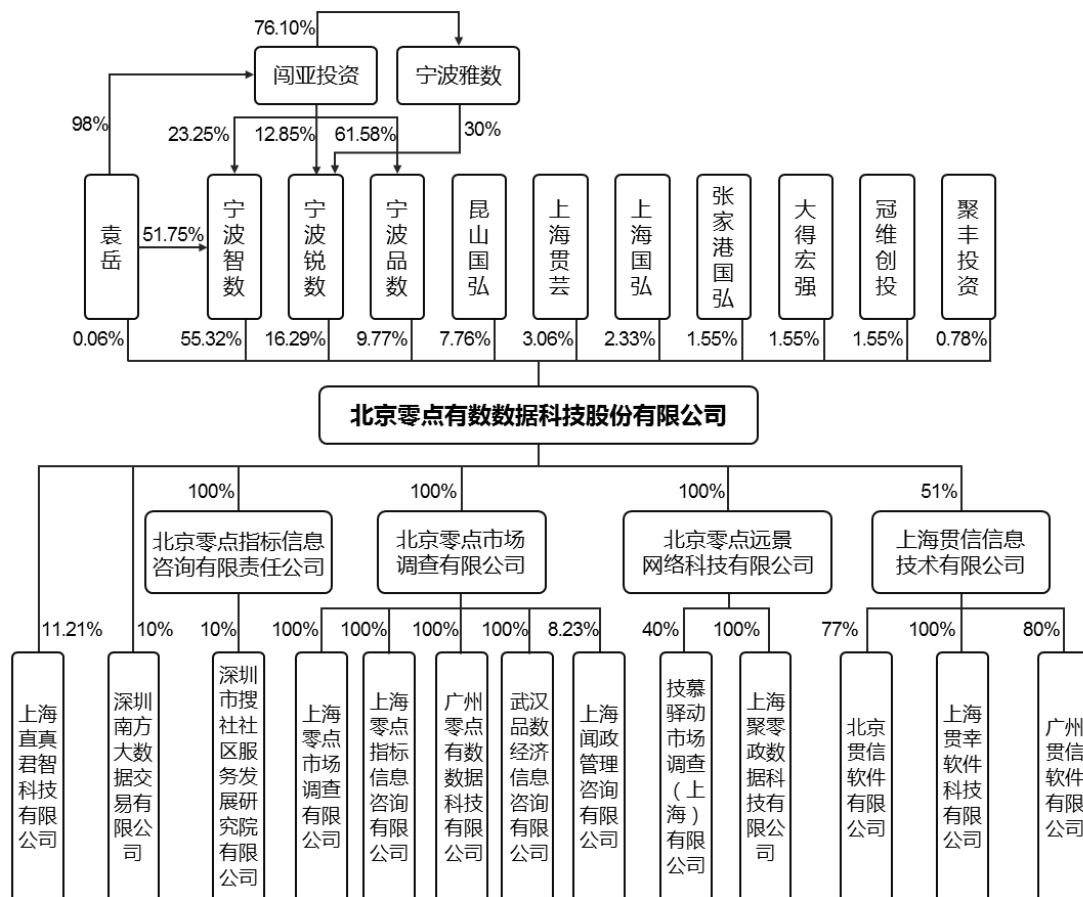 76.10%
闯亚投资
宁波雅数
98%
23.25%
12.85%
61.58%
30%
袁岳
51.75%
宁波智数
宁波锐数
宁波品数
昆山国弘
上海贯芸
上海国弘
张家港国弘
大得宏强
冠维创投
聚丰投资
0.06%
55.32%
16.29%
9.77%
7.76%
3.06%
2.33%
1.55%
1.55%
1.55%
0.78%
北京零点有数数据科技股份有限公司
100%
100%
100%
51%
北京零点指标信息
咨询有限责任公司
北京零点市场
调查有限公司
北京零点远景
网络科技有限公司
上海贯信信息
技术有限公司
11.21%
10%
10%
100%
100%
100%
100%
8.23%
40%
100%
77%
100%
80%
上海
直真
君智
科技
有限
公司
深圳
南方
大数
据交
易有
限公
司
深圳
市搜
社社
区服
务发
展研
究院
有限
公司
上海
零点
市场
调查
有限
公司
上海
零点
指标
信息
咨询
有限
公司
广州
零点
有数
数据
科技
有限
公司
武汉
品数
经济
信息
咨询
有限
公司
上海
闻政
管理
咨询
有限
公司
技慕
驿动
市场
调查
（上
海）
有限
公司
上海
聚零
政数
据科
技有
限公
司
北京
贯信
软件
有限
公司
上海
贯幸
软件
科技
有限
公司
广州
贯信
软件
有限
公司